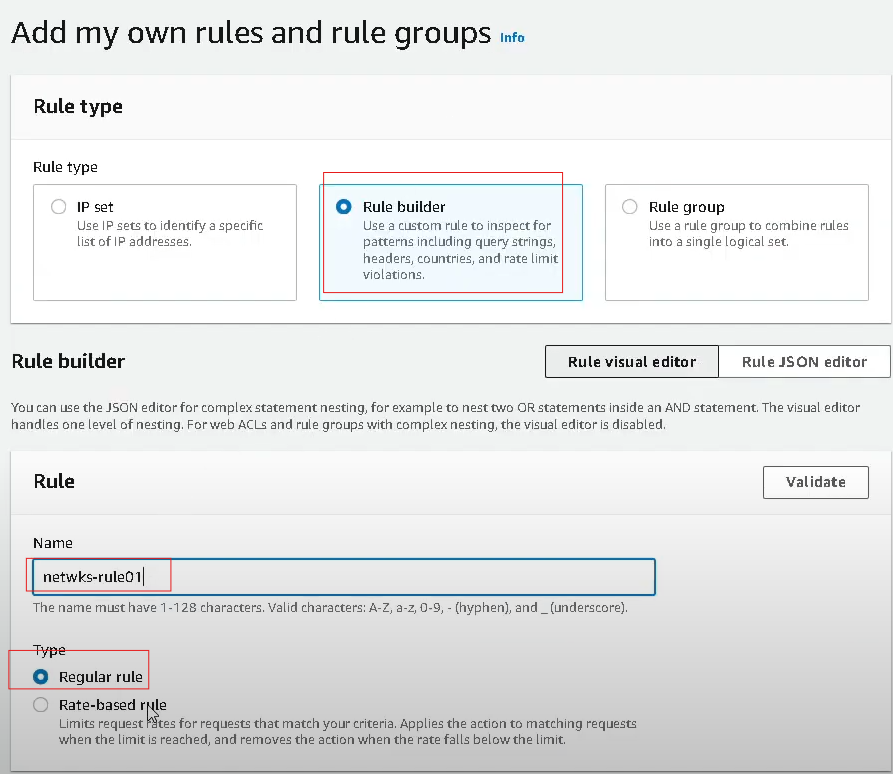 Add my own rules and rule groups Info
Rule type
Rule type
IP set
Use IP sets to identify a specific
list of IP addresses.
Rule builder
Use a custom rule to inspect for
patterns including query strings,
headers, countries, and rate limit
violations.
Rule group
Use a rule group to combine rules
into a single logical set.
Rule builder
Rule visual editor
Rule JSON editor
You can use the JSON editor for complex statement nesting, for example to nest two OR statements inside an AND statement. The visual editor
handles one level of nesting. For web ACLs and rule groups with complex nesting, the visual editor is disabled.
Rule
Validate
Name
netwks-rule01
The name must have 1-128 characters. Valid characters: A-Z, a-z, 0-9, - (hyphen), and _ (underscore).
Type
Regular rule
Rate-based rule
Limits request rates for requests that match your criteria. Applies the action to matching requests
when the limit is reached, and removes the action when the rate falls below the limit.